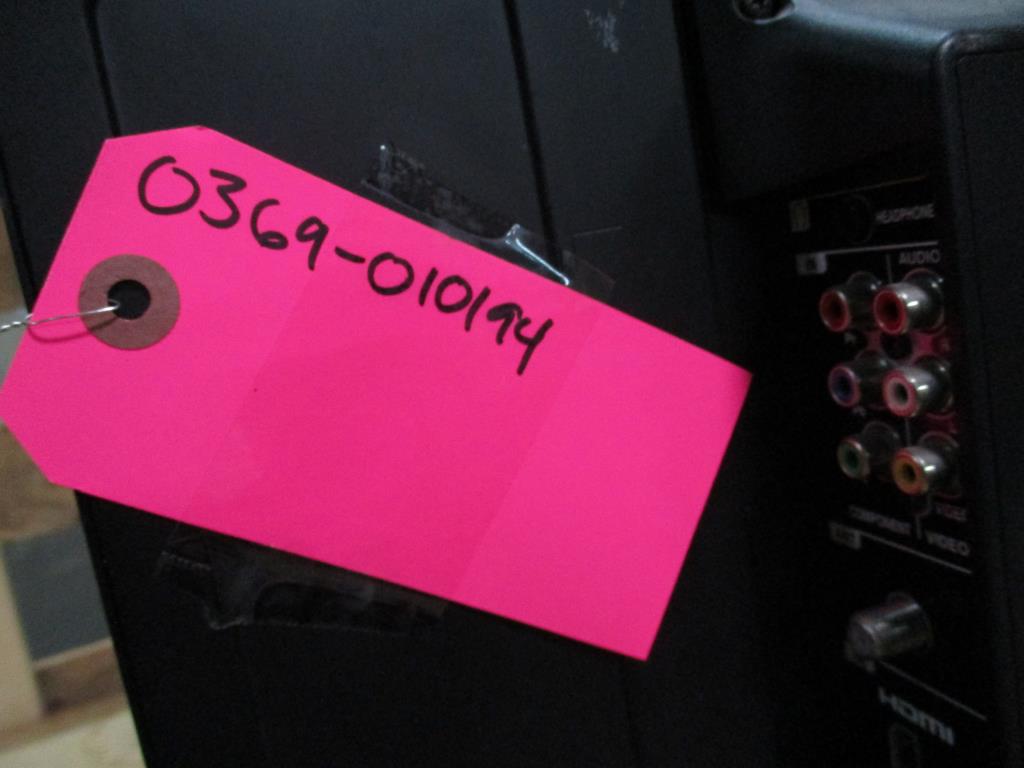 0369-010194
HEADPHONE
AUDIO
COMPONENT VIDEO
HDMI